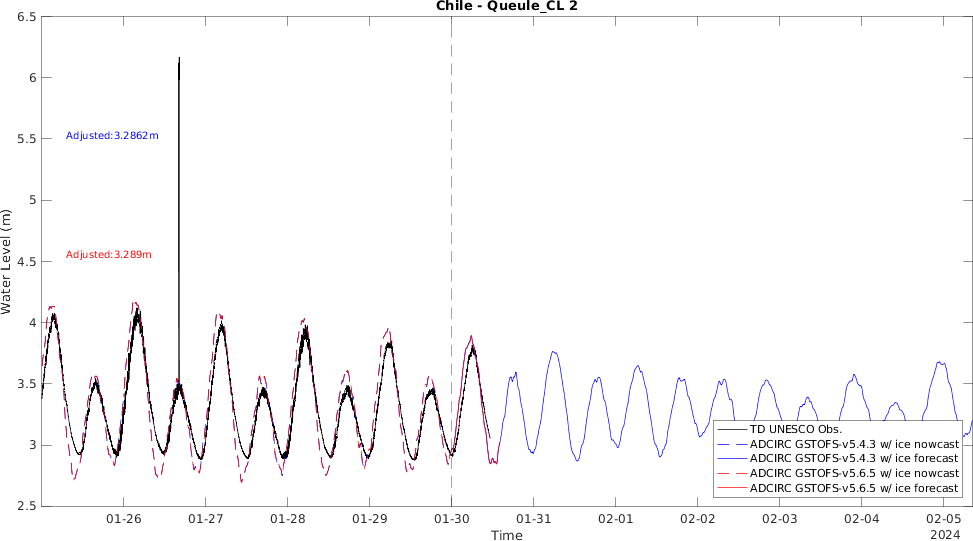 Chile - Queule_CL 2
6.5
6
5.5
5
4.5
4
3.5
3
2.5
Water Level (m)
Adjusted:3.2862m
Adjusted:3.289m
TD UNESCO Obs.
ADCIRC GSTOFS-v5.4.3 w/ ice nowcast
ADCIRC GSTOFS-v5.4.3 w/ ice forecast
ADCIRC GSTOFS-v5.6.5 w/ ice nowcast
ADCIRC GSTOFS-v5.6.5 w/ ice forecast
01-26 01-27 01-28 01-29 01-30 01-31 02-01 02-02 02-03 02-04 02-05
Time
2024